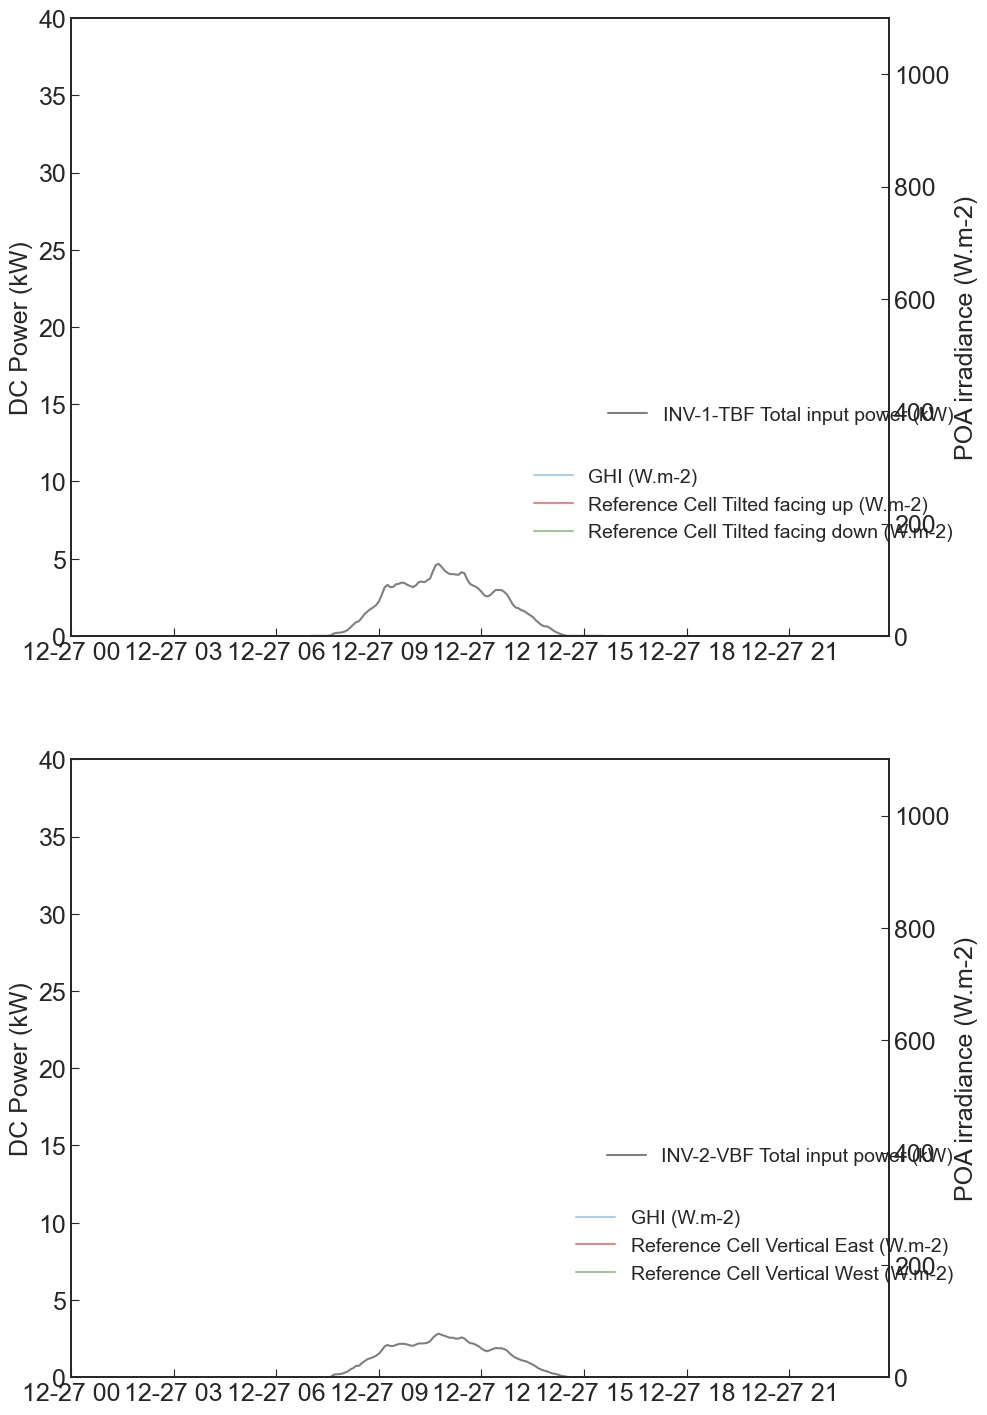 40
35
30
25
20
15
10
5
0
DC Power (kW)
1000
800
600
400
200
0
POA irradiance (W.m-2)
INV-1-TBF Total input power (kW)
GHI (W.m-2)
Reference Cell Tilted facing up (W.m-2)
Reference Cell Tilted facing down (W.m-2)
12-27 00 12-27 03 12-27 06 12-27 09 12-27 12 12-27 15 12-27 18 12-27 21
40
35
30
25
20
15
10
5
0
DC Power (kW)
1000
800
600
400
200
0
POA irradiance (W.m-2)
INV-2-VBF Total input power (kW)
GHI (W.m-2)
Reference Cell Vertical East (W.m-2)
Reference Cell Vertical West (W.m-2)
12-27 00 12-27 03 12-27 06 12-27 09 12-27 12 12-27 15 12-27 18 12-27 21